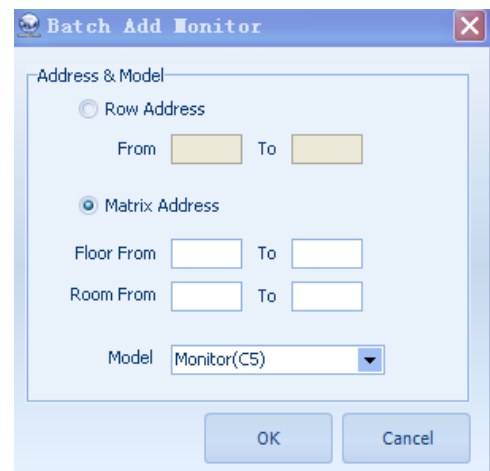 Batch Add Monitor
Address & Model
Row Address
From To
Matrix Address
Floor From To
Room From To
Model Monitor(C5)
OK Cancel